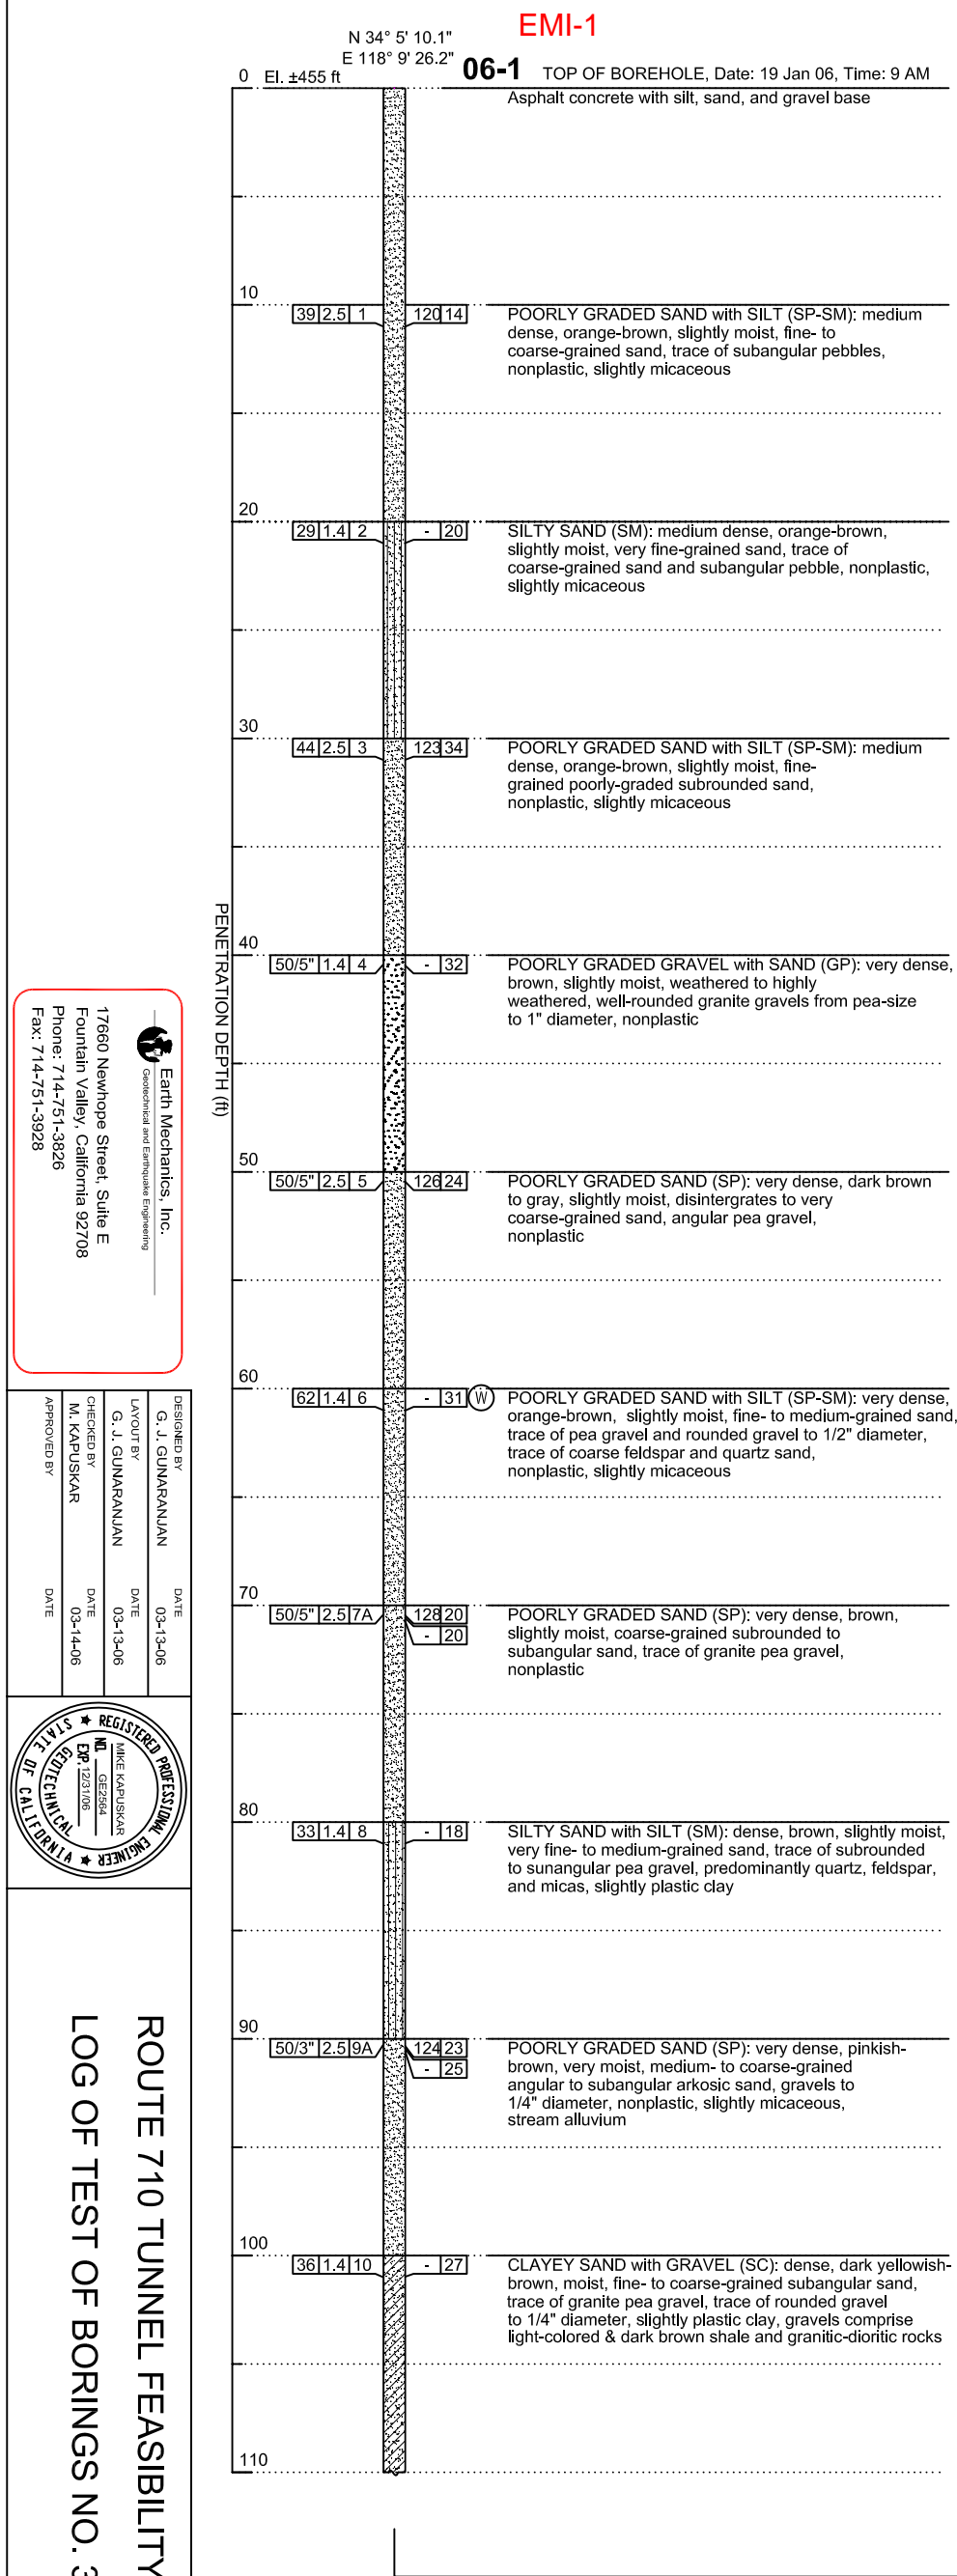 EMI-1
N 34° 5' 10.1"
E 118° 9' 26.2"
0 El. ±455 ft 06-1 TOP OF BOREHOLE, Date: 19 Jan 06, Time: 9 AM
Asphalt concrete with silt, sand, and gravel base
10
39 2.5 1 120 14 POORLY GRADED SAND with SILT (SP-SM): medium
dense, orange-brown, slightly moist, fine- to
coarse-grained sand, trace of subangular pebbles,
nonplastic, slightly micaceous
20
29 1.4 2 - 20 SILTY SAND (SM): medium dense, orange-brown,
slightly moist, very fine-grained sand, trace of
coarse-grained sand and subangular pebble, nonplastic,
slightly micaceous
30
44 2.5 3 123 34 POORLY GRADED SAND with SILT (SP-SM): medium
dense, orange-brown, slightly moist, fine-
grained poorly-graded subrounded sand,
nonplastic, slightly micaceous
40
50/5" 1.4 4 - 32 POORLY GRADED GRAVEL with SAND (GP): very dense,
brown, slightly moist, weathered to highly
weathered, well-rounded granite gravels from pea-size
to 1" diameter, nonplastic
PENETRATION DEPTH (ft)
50
50/5" 2.5 5 126 24 POORLY GRADED SAND (SP): very dense, dark brown
to gray, slightly moist, disintergrates to very
coarse-grained sand, angular pea gravel,
nonplastic
60
62 1.4 6 - 31 W POORLY GRADED SAND with SILT (SP-SM): very dense,
orange-brown, slightly moist, fine- to medium-grained sand,
trace of pea gravel and rounded gravel to 1/2" diameter,
trace of coarse feldspar and quartz sand,
nonplastic, slightly micaceous
70
50/5" 2.5 7A 128 20 POORLY GRADED SAND (SP): very dense, brown,
- 20 slightly moist, coarse-grained subrounded to
subangular sand, trace of granite pea gravel,
nonplastic
80
33 1.4 8 - 18 SILTY SAND with SILT (SM): dense, brown, slightly moist,
very fine- to medium-grained sand, trace of subrounded
to sunangular pea gravel, predominantly quartz, feldspar,
and micas, slightly plastic clay
90
50/3" 2.5 9A 124 23 POORLY GRADED SAND (SP): very dense, pinkish-
- 25 brown, very moist, medium- to coarse-grained
angular to subangular arkosic sand, gravels to
1/4" diameter, nonplastic, slightly micaceous,
stream alluvium
100
36 1.4 10 - 27 CLAYEY SAND with GRAVEL (SC): dense, dark yellowish-
brown, moist, fine- to coarse-grained subangular sand,
trace of granite pea gravel, trace of rounded gravel
to 1/4" diameter, slightly plastic clay, gravels comprise
light-colored & dark brown shale and granitic-dioritic rocks
110
Earth Mechanics, Inc.
Geotechnical and Earthquake Engineering
17660 Newhope Street, Suite E
Fountain Valley, California 92708
Phone: 714-751-3826
Fax: 714-751-3928
DESIGNED BY DATE
G. J. GUNARANJAN 03-13-06
LAYOUT BY DATE
G. J. GUNARANJAN 03-13-06
CHECKED BY DATE
M. KAPUSKAR 03-14-06
APPROVED BY DATE
REGISTERED PROFESSIONAL ENGINEER
MIKE KAPUSKAR
NO. GE2564
EXP. 12/31/06
GEOTECHNICAL
STATE OF CALIFORNIA
ROUTE 710 TUNNEL FEASIBILITY
LOG OF TEST OF BORINGS NO.